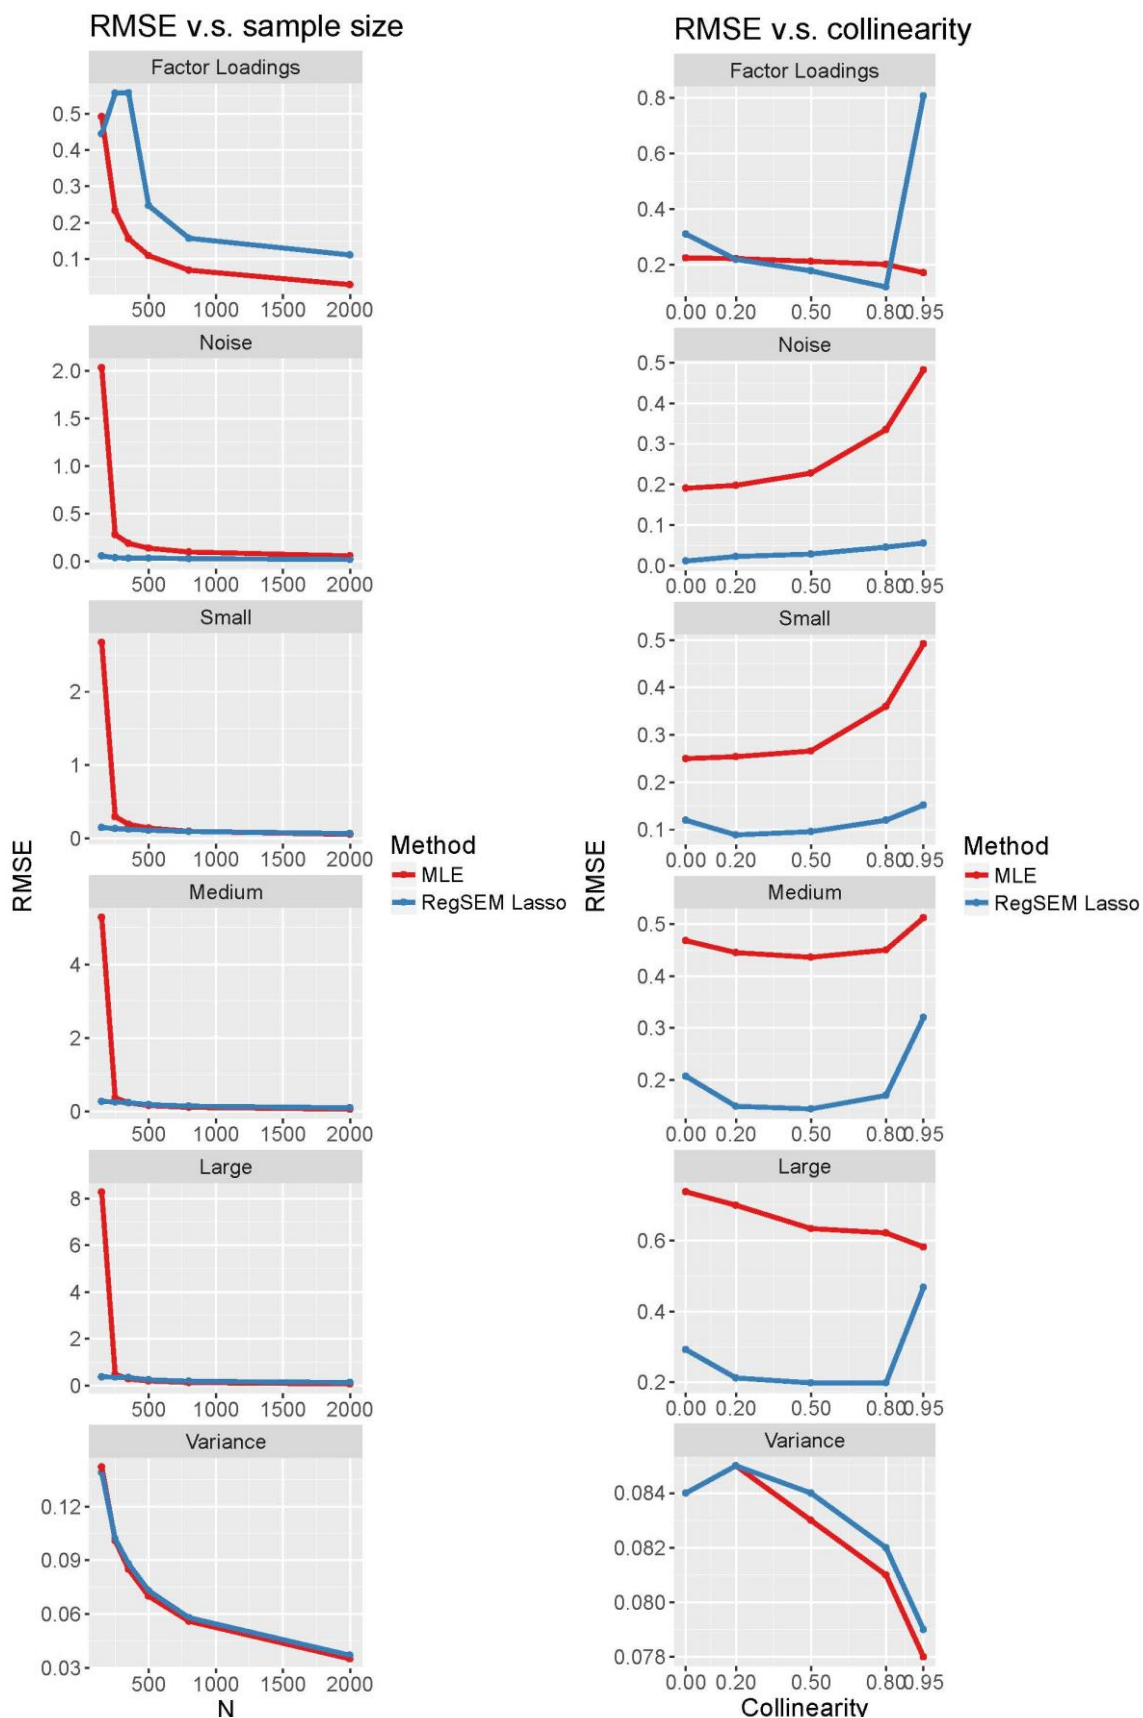 RMSE v.s. sample size
Factor Loadings
0.5
0.4
0.3
0.2
0.1
500 1000 1500 2000
Noise
2.0
1.5
1.0
0.5
0.0
500 1000 1500 2000
Small
2
1
0
500 1000 1500 2000
Medium
4
2
0
500 1000 1500 2000
Large
8
6
4
2
0
500 1000 1500 2000
Variance
0.12
0.09
0.06
0.03
500 1000 1500 2000
N
RMSE
Method
MLE
RegSEM Lasso
RMSE v.s. collinearity
Factor Loadings
0.8
0.6
0.4
0.2
0.00 0.20 0.50 0.80 0.95
Noise
0.5
0.4
0.3
0.2
0.1
0.0
0.00 0.20 0.50 0.80 0.95
Small
0.5
0.4
0.3
0.2
0.1
0.00 0.20 0.50 0.80 0.95
Medium
0.5
0.4
0.3
0.2
0.00 0.20 0.50 0.80 0.95
Large
0.6
0.4
0.2
0.00 0.20 0.50 0.80 0.95
Variance
0.084
0.082
0.080
0.078
0.00 0.20 0.50 0.80 0.95
Collinearity
RMSE
Method
MLE
RegSEM Lasso